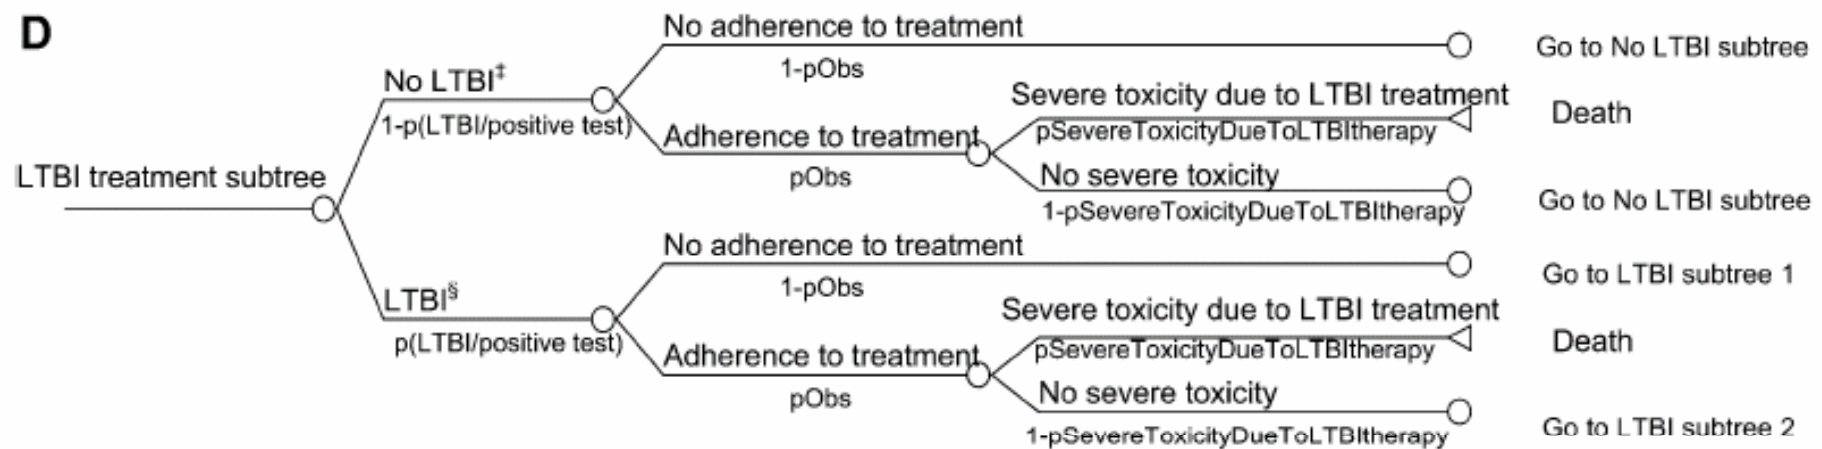 D
No adherence to treatment
1-pObs
Go to No LTBI subtree
No LTBI‡
1-p(LTBI/positive test)
Severe toxicity due to LTBI treatment
pSevereToxicityDueToLTBItherapy
Death
Adherence to treatment
pObs
No severe toxicity
1-pSevereToxicityDueToLTBItherapy
Go to No LTBI subtree
LTBI treatment subtree
No adherence to treatment
1-pObs
Go to LTBI subtree 1
LTBI§
p(LTBI/positive test)
Severe toxicity due to LTBI treatment
pSevereToxicityDueToLTBItherapy
Death
Adherence to treatment
pObs
No severe toxicity
1-pSevereToxicityDueToLTBItherapy
Go to LTBI subtree 2